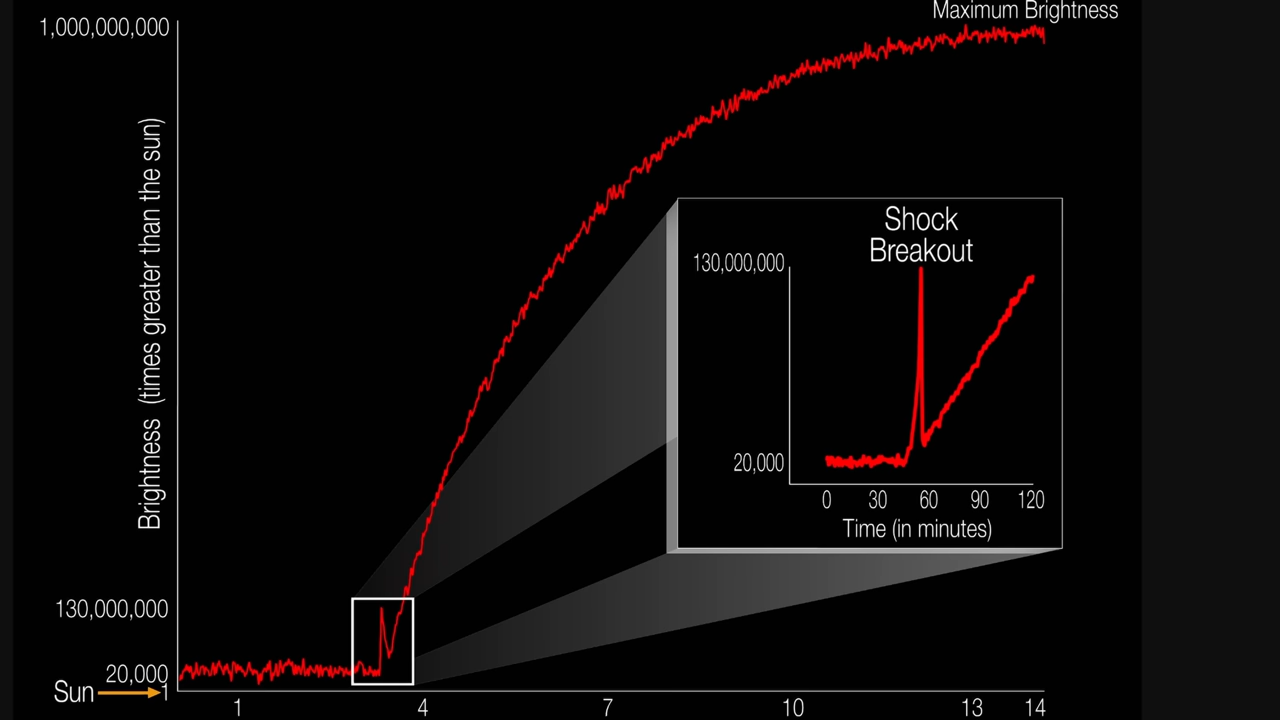 Maximum Brightness
1,000,000,000
Brightness (times greater than the sun)
130,000,000
20,000
Sun
1
1 4 7 10 13 14
Shock
Breakout
130,000,000
20,000
0 30 60 90 120
Time (in minutes)